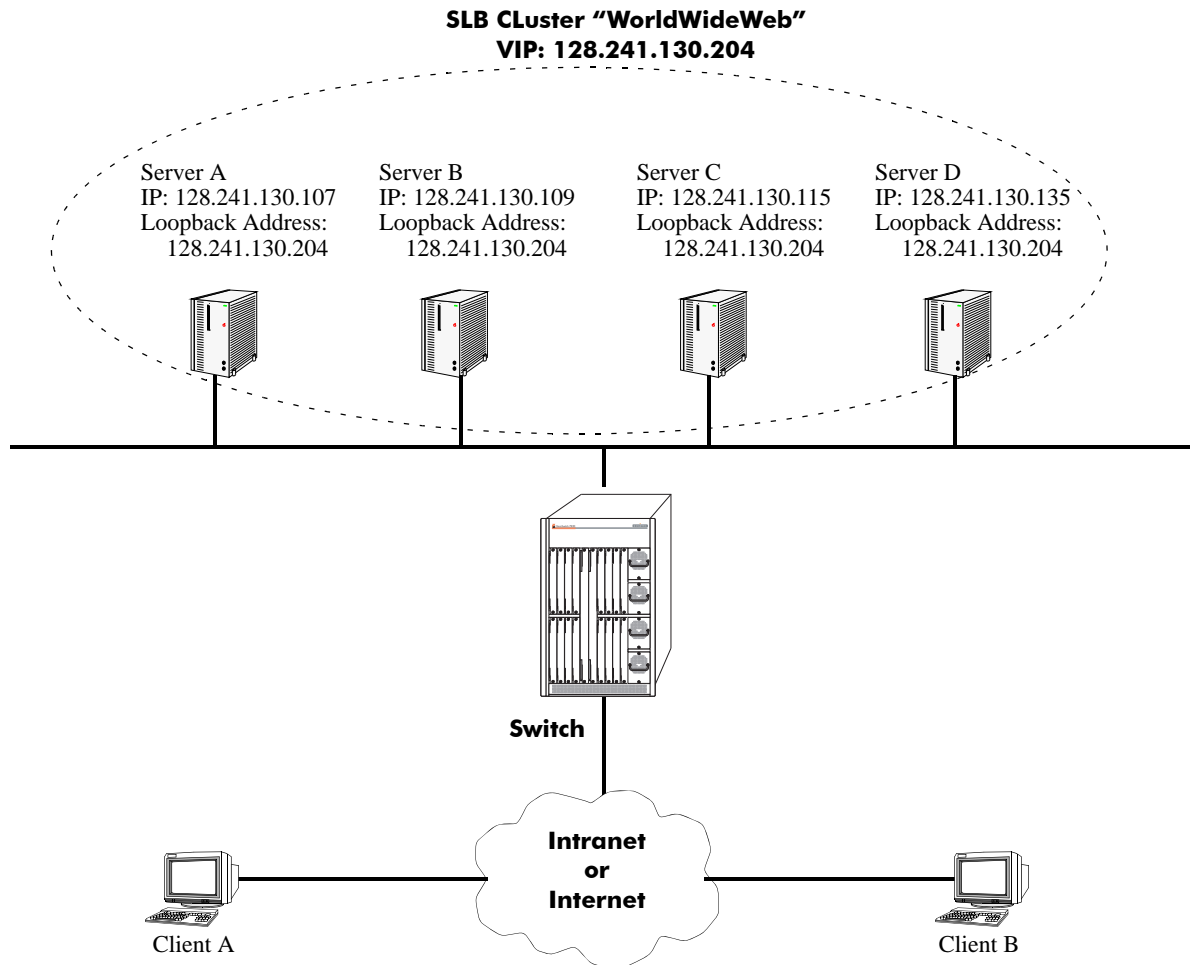 SLB CLuster “WorldWideWeb”
VIP: 128.241.130.204
Server A
IP: 128.241.130.107
Loopback Address:
128.241.130.204
Server B
IP: 128.241.130.109
Loopback Address:
128.241.130.204
Server C
IP: 128.241.130.115
Loopback Address:
128.241.130.204
Server D
IP: 128.241.130.135
Loopback Address:
128.241.130.204
Switch
Intranet
or
Internet
Client A
Client B